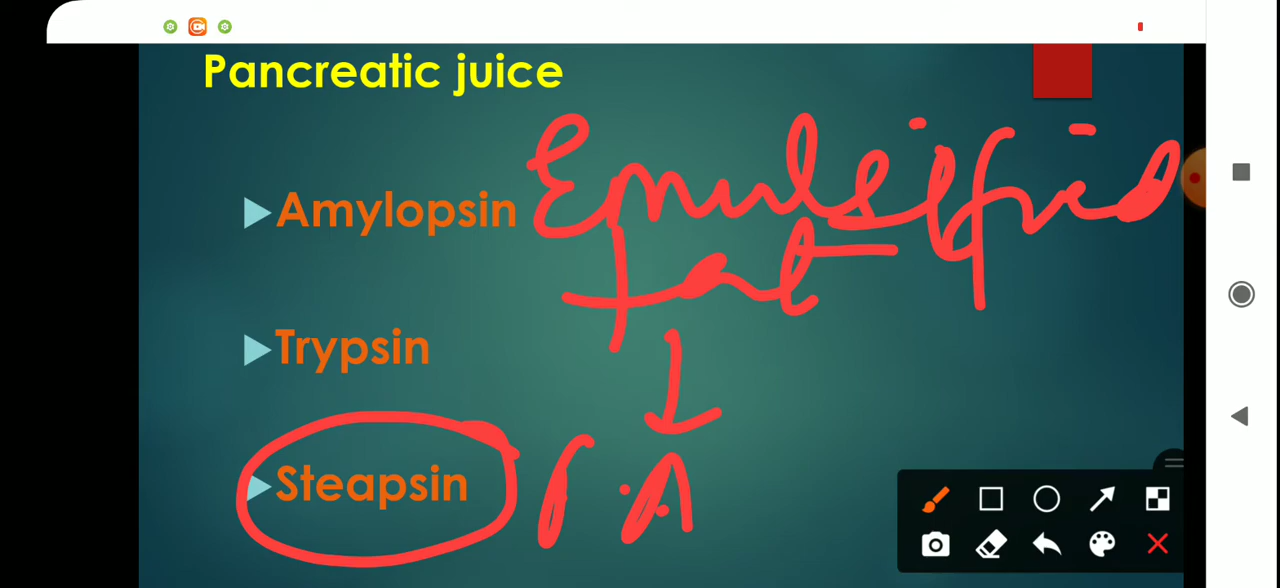 Pancreatic juice
Emulsified
Amylopsin
fat
Trypsin
Steapsin
F.A